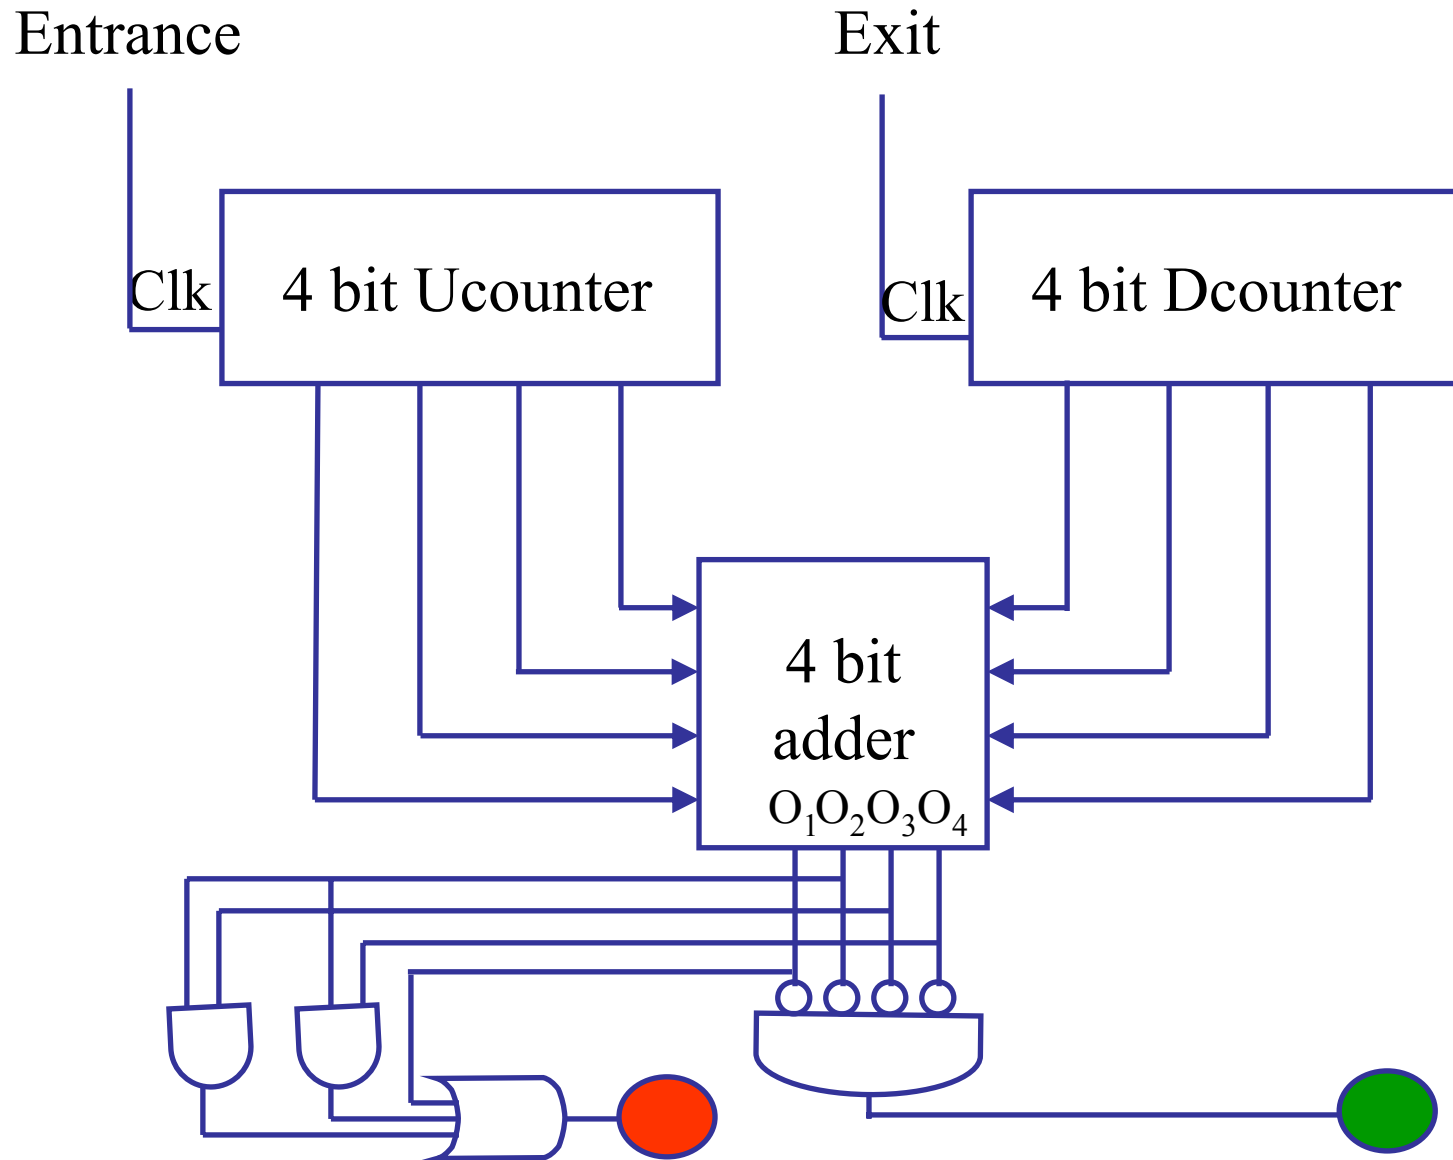 Entrance
Exit
Clk
4 bit Ucounter
Clk
4 bit Dcounter
4 bit
adder
O₁O₂O₃O₄